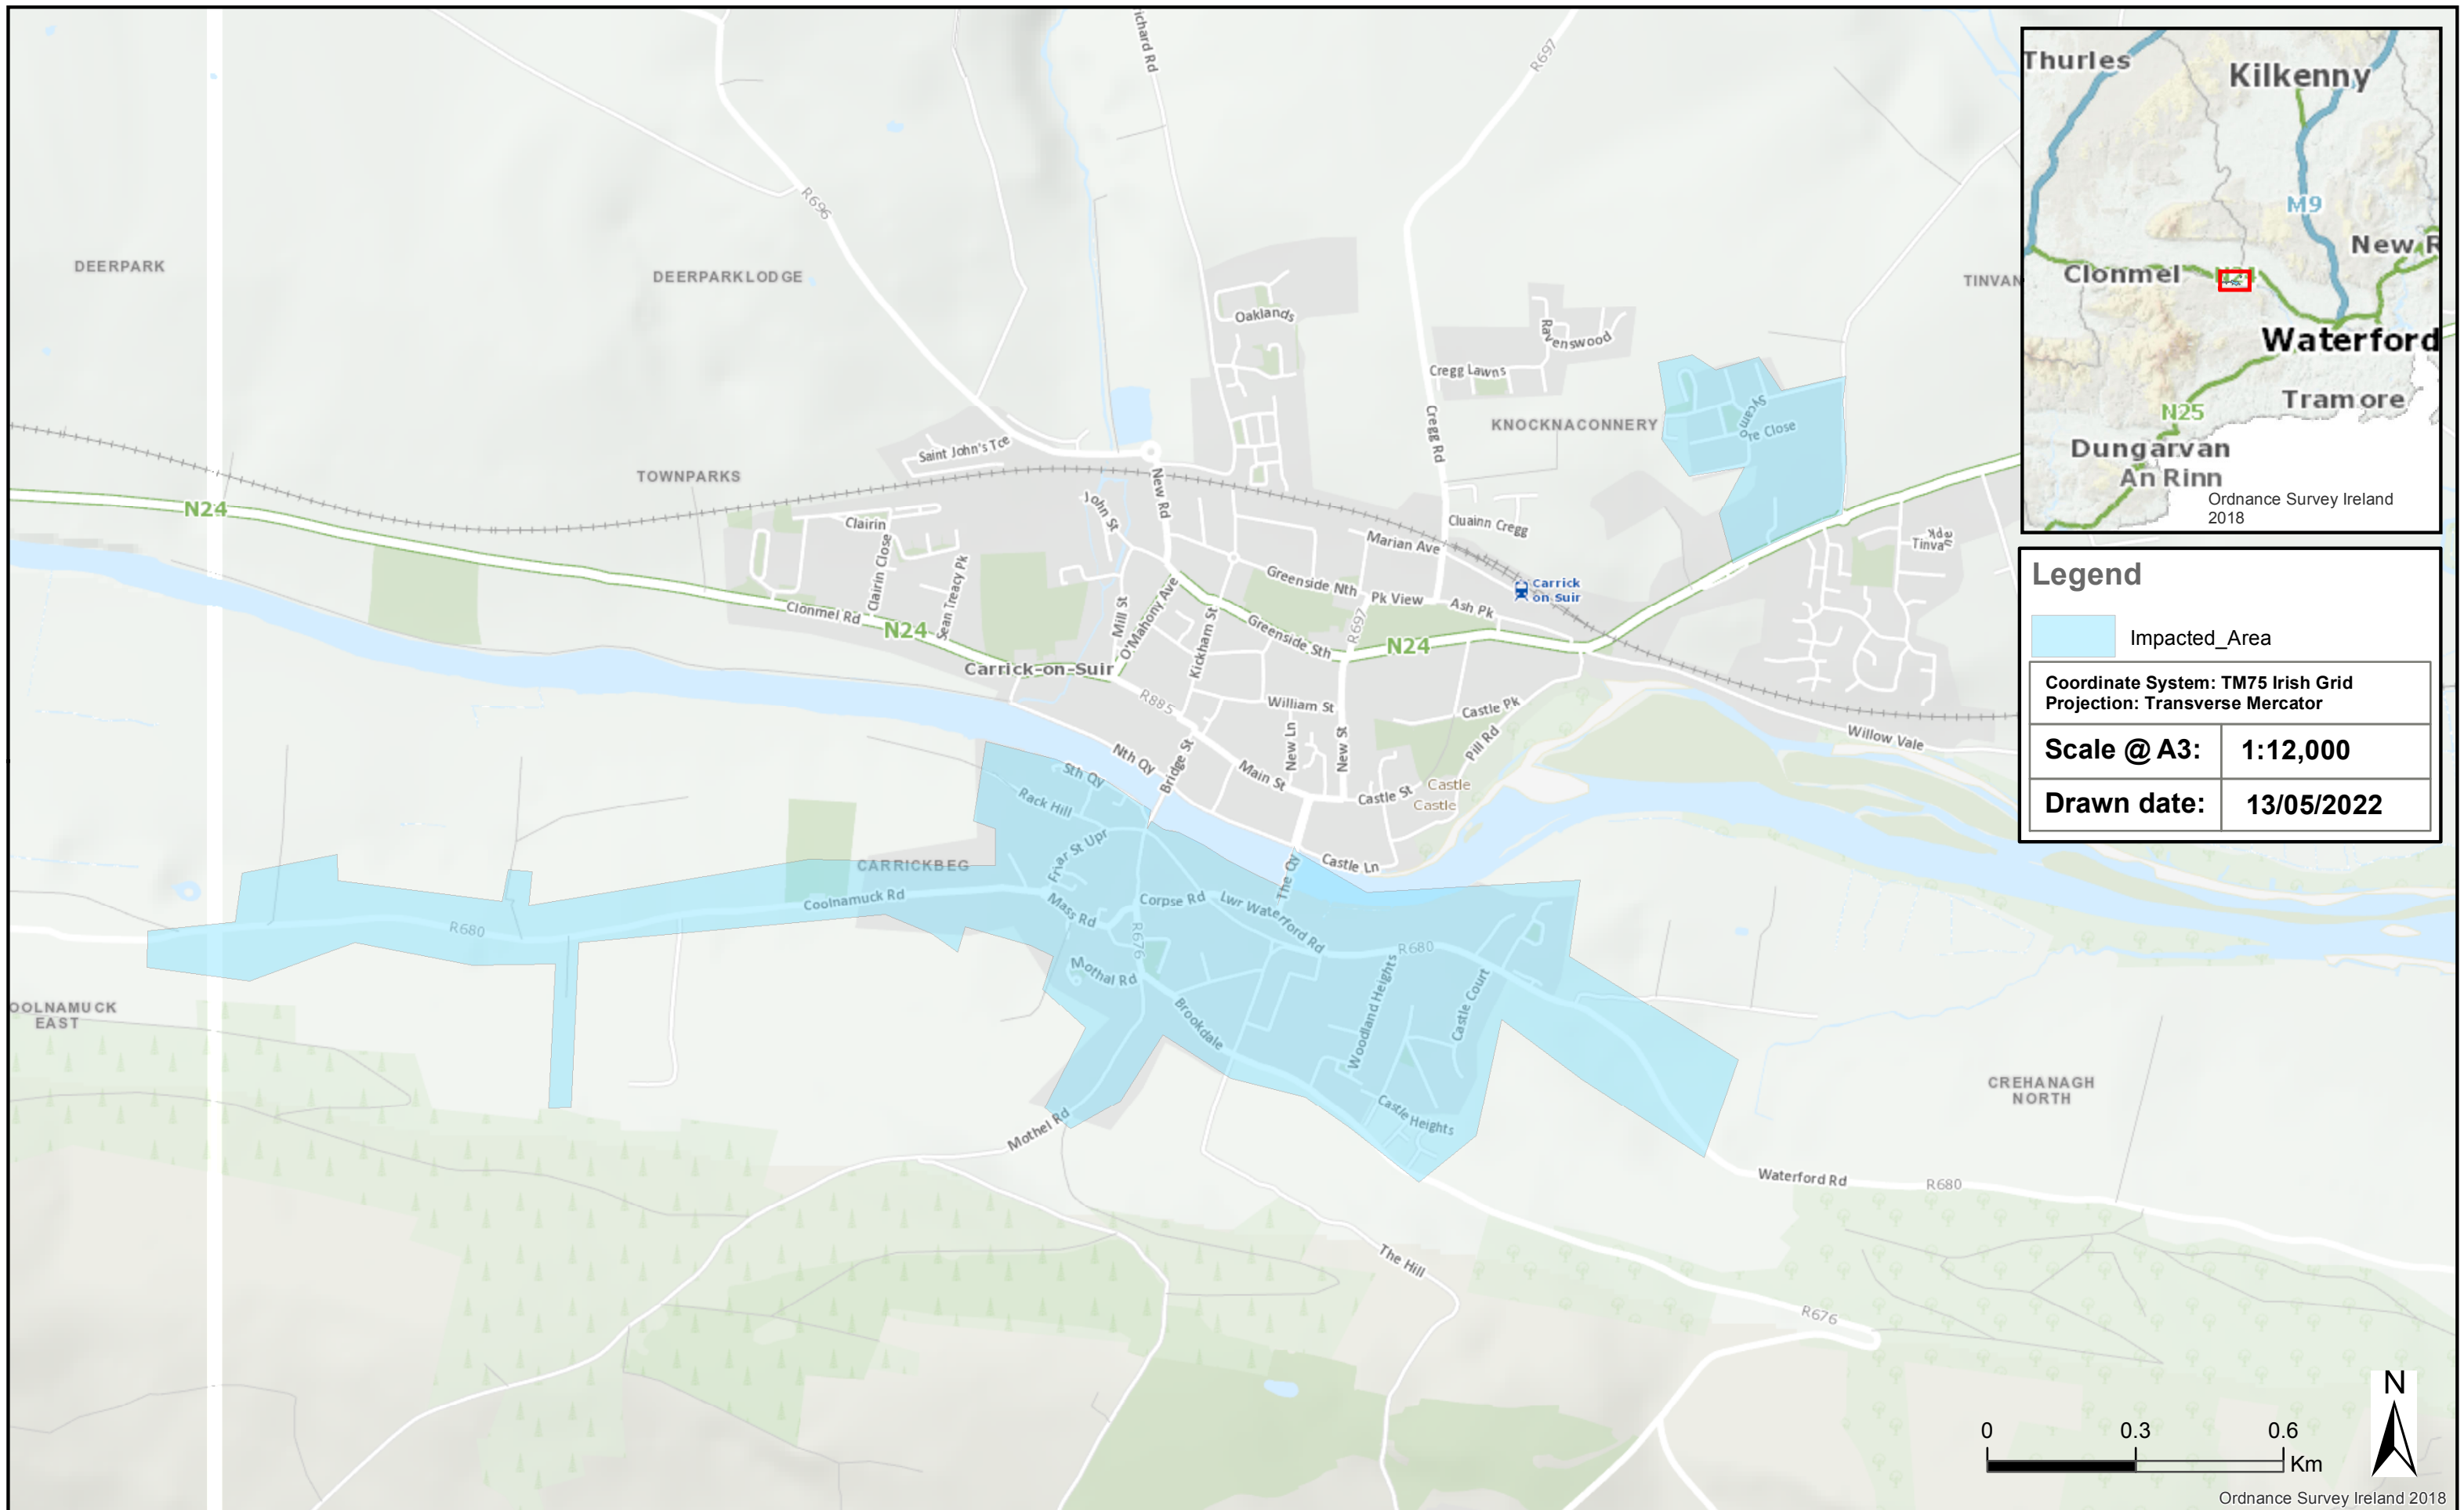 richard Rd
R697
R696
DEERPARK
DEERPARKLODGE
TINVAN
Oaklands
Ravenswood
Cregg Lawns
Cregg Rd
KNOCKNACONNERY
Sycamo
re Close
Saint John's Tce
TOWNPARKS
New Rd
John St
N24
Clairin
Clairin Close
Sean Treacy Pk
Cluainn Cregg
Marian Ave
Tinvane
Pk
Greenside Nth
Pk View
Ash Pk
Carrick
on Suir
Clonmel Rd
N24
Mill St
O'Mahony Ave
Kickham St
Greenside Sth
R697
N24
Carrick-on-Suir
R885
William St
Castle Pk
New Ln
New St
Pill Rd
Willow Vale
Nth Qy
Bridge St
Main St
Castle St
Castle
Castle
Sth Qy
Rack Hill
Friar St Upr
CARRICKBEG
The Qy
Castle Ln
Coolnamuck Rd
Mass Rd
Corpse Rd
Lwr Waterford Rd
R680
R676
R680
Mothal Rd
Brookdale
Woodland Heights
Castle Court
OOLNAMUCK
EAST
CREHANAGH
NORTH
Castle Heights
Mothel Rd
Waterford Rd
R680
The Hill
R676
Thurles
Kilkenny
M9
New R
Clonmel
Waterford
Tramore
N25
Dungarvan
An Rinn
Ordnance Survey Ireland
2018
Legend
Impacted_Area
Coordinate System: TM75 Irish Grid
Projection: Transverse Mercator
Scale @ A3: 1:12,000
Drawn date: 13/05/2022
N
0 0.3 0.6
Km
Ordnance Survey Ireland 2018